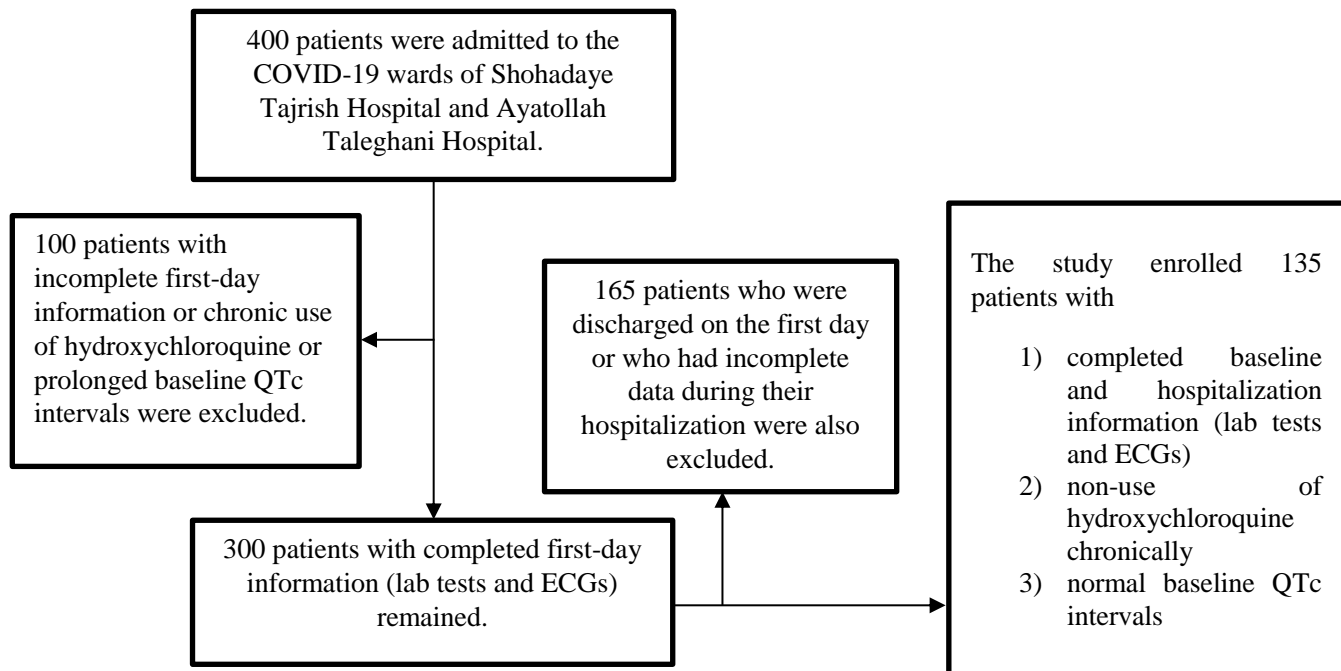 400 patients were admitted to the
COVID-19 wards of Shohadaye
Tajrish Hospital and Ayatollah
Taleghani Hospital.
100 patients with
incomplete first-day
information or chronic use
of hydroxychloroquine or
prolonged baseline QTc
intervals were excluded.
165 patients who were
discharged on the first day
or who had incomplete
data during their
hospitalization were also
excluded.
300 patients with completed first-day
information (lab tests and ECGs)
remained.
The study enrolled 135
patients with
1) completed baseline
and hospitalization
information (lab tests
and ECGs)
2) non-use of
hydroxychloroquine
chronically
3) normal baseline QTc
intervals